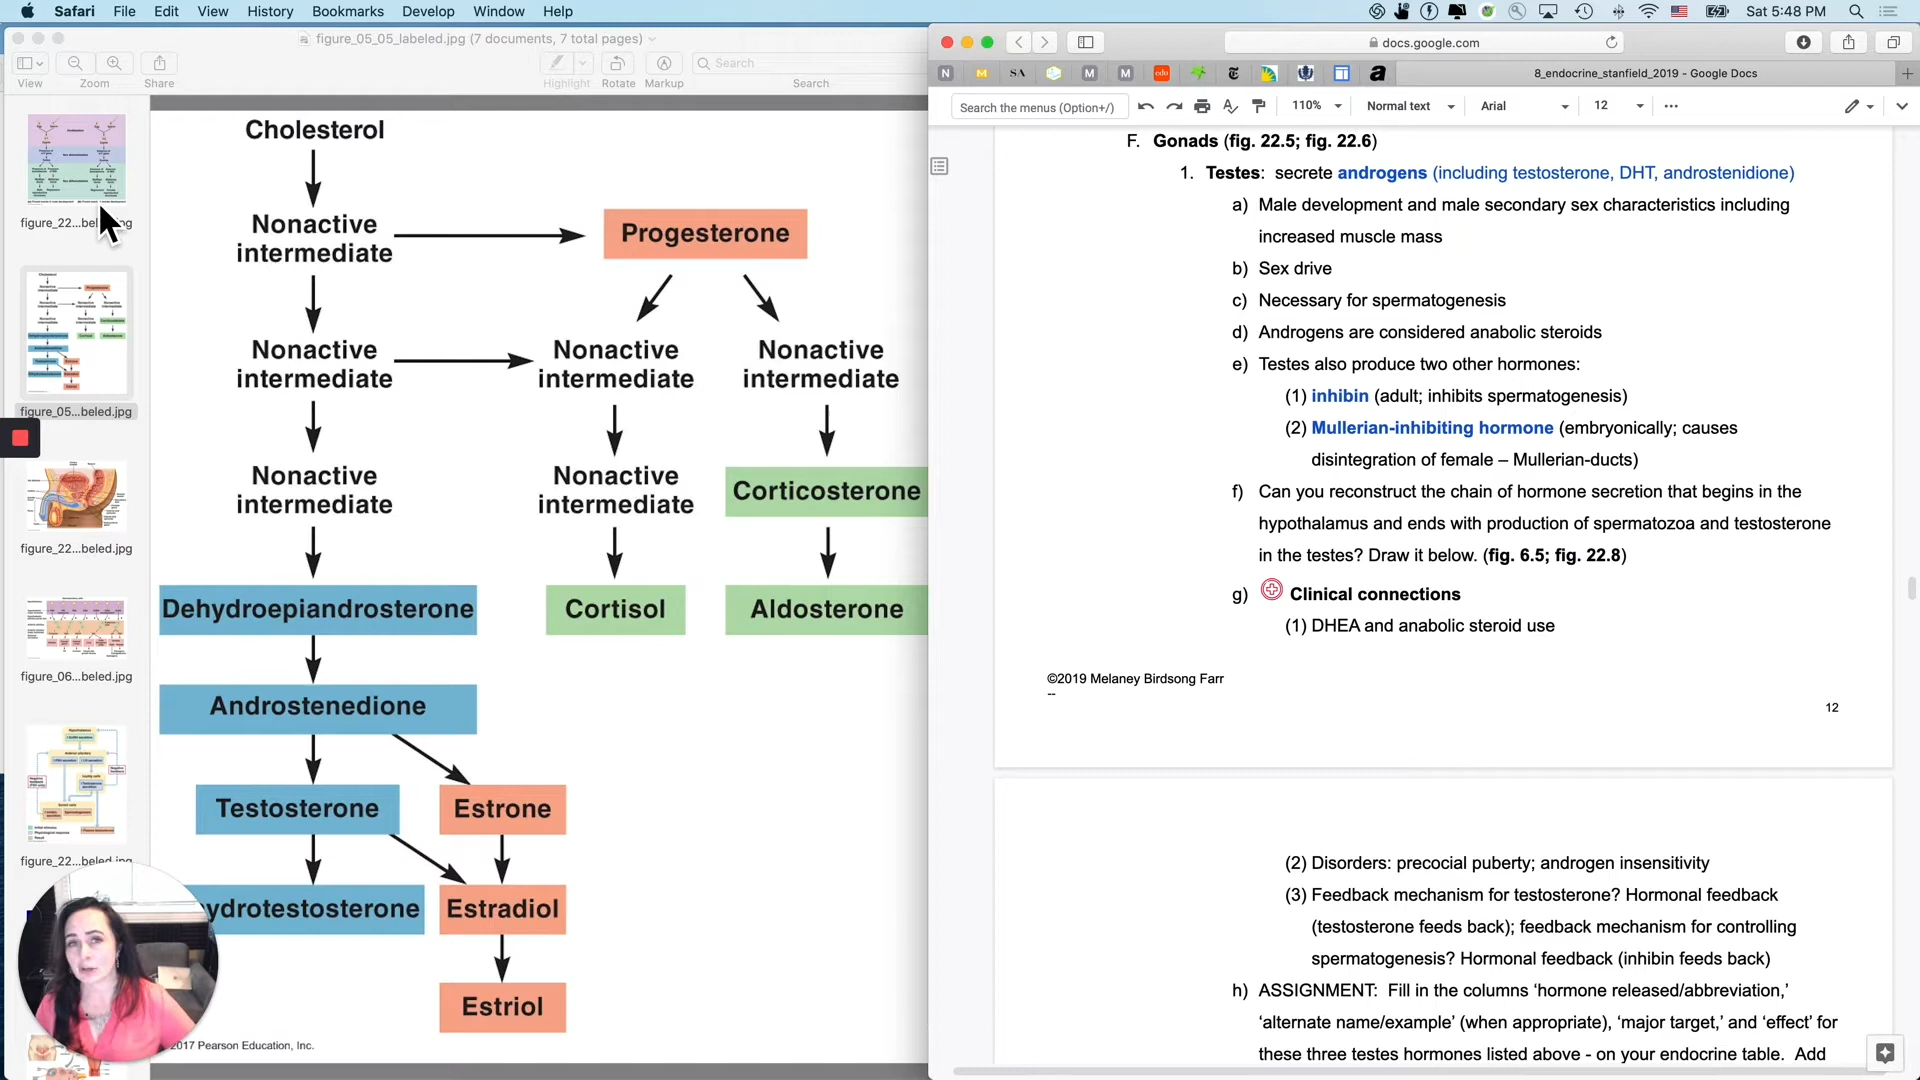 Safari File Edit View History Bookmarks Develop Window Help
Sat 5:48 PM
figure_05_05_labeled.jpg (7 documents, 7 total pages)
View
Zoom
Share
Highlight
Rotate
Markup
Search
Search
figure_22...beled.jpg
figure_05...beled.jpg
figure_22...beled.jpg
figure_06...beled.jpg
figure_22...beled.jpg
Cholesterol
Nonactive
intermediate
Progesterone
Nonactive
intermediate
Nonactive
intermediate
Nonactive
intermediate
Nonactive
intermediate
Nonactive
intermediate
Corticosterone
Dehydroepiandrosterone
Cortisol
Aldosterone
Androstenedione
Testosterone
Estrone
ydrotestosterone
Estradiol
Estriol
2017 Pearson Education, Inc.
docs.google.com
8_endocrine_stanfield_2019 - Google Docs
Search the menus (Option+/)
110%
Normal text
Arial
12
F. Gonads (fig. 22.5; fig. 22.6)
1. Testes: secrete androgens (including testosterone, DHT, androstenidione)
a) Male development and male secondary sex characteristics including
increased muscle mass
b) Sex drive
c) Necessary for spermatogenesis
d) Androgens are considered anabolic steroids
e) Testes also produce two other hormones:
(1) inhibin (adult; inhibits spermatogenesis)
(2) Mullerian-inhibiting hormone (embryonically; causes
disintegration of female – Mullerian-ducts)
f) Can you reconstruct the chain of hormone secretion that begins in the
hypothalamus and ends with production of spermatozoa and testosterone
in the testes? Draw it below. (fig. 6.5; fig. 22.8)
g) Clinical connections
(1) DHEA and anabolic steroid use
©2019 Melaney Birdsong Farr
--
12
(2) Disorders: precocial puberty; androgen insensitivity
(3) Feedback mechanism for testosterone? Hormonal feedback
(testosterone feeds back); feedback mechanism for controlling
spermatogenesis? Hormonal feedback (inhibin feeds back)
h) ASSIGNMENT: Fill in the columns ‘hormone released/abbreviation,’
‘alternate name/example’ (when appropriate), ‘major target,’ and ‘effect’ for
these three testes hormones listed above - on your endocrine table. Add